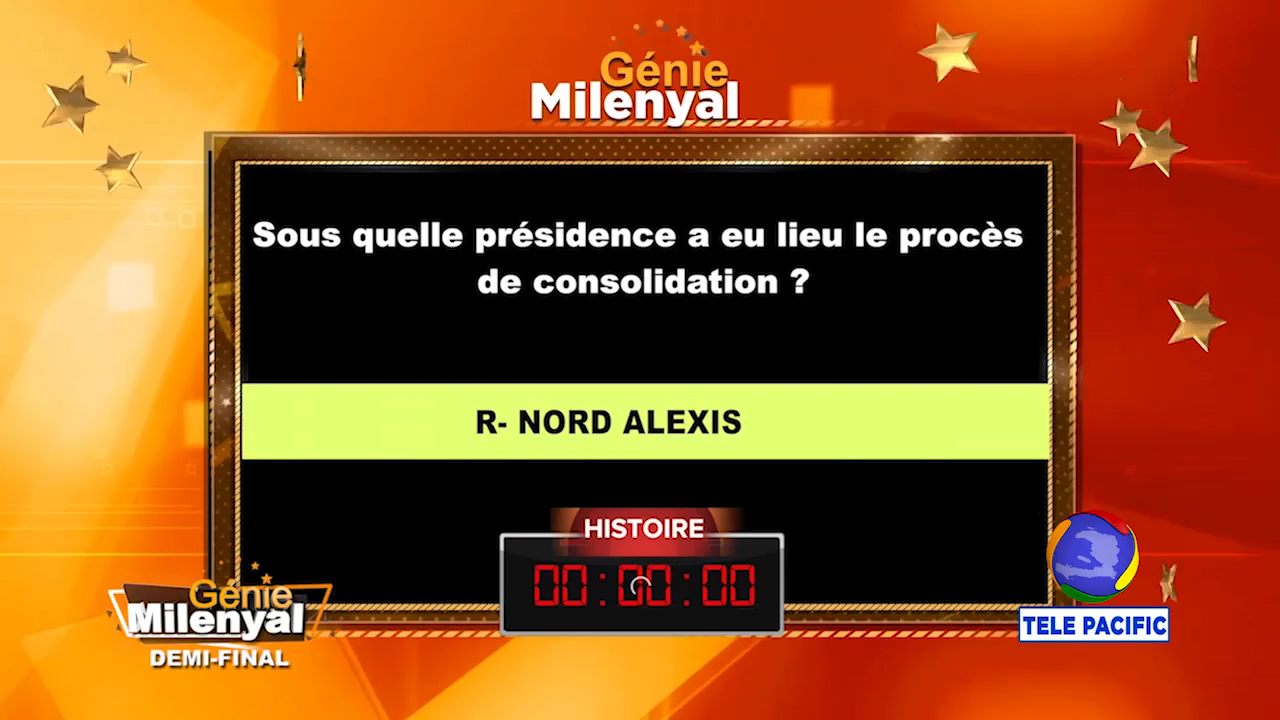 Génie
Milenyal
Sous quelle présidence a eu lieu le procès
de consolidation ?
R- NORD ALEXIS
HISTOIRE
00:00:00
Génie
Milenyal
DEMI-FINAL
TELE PACIFIC